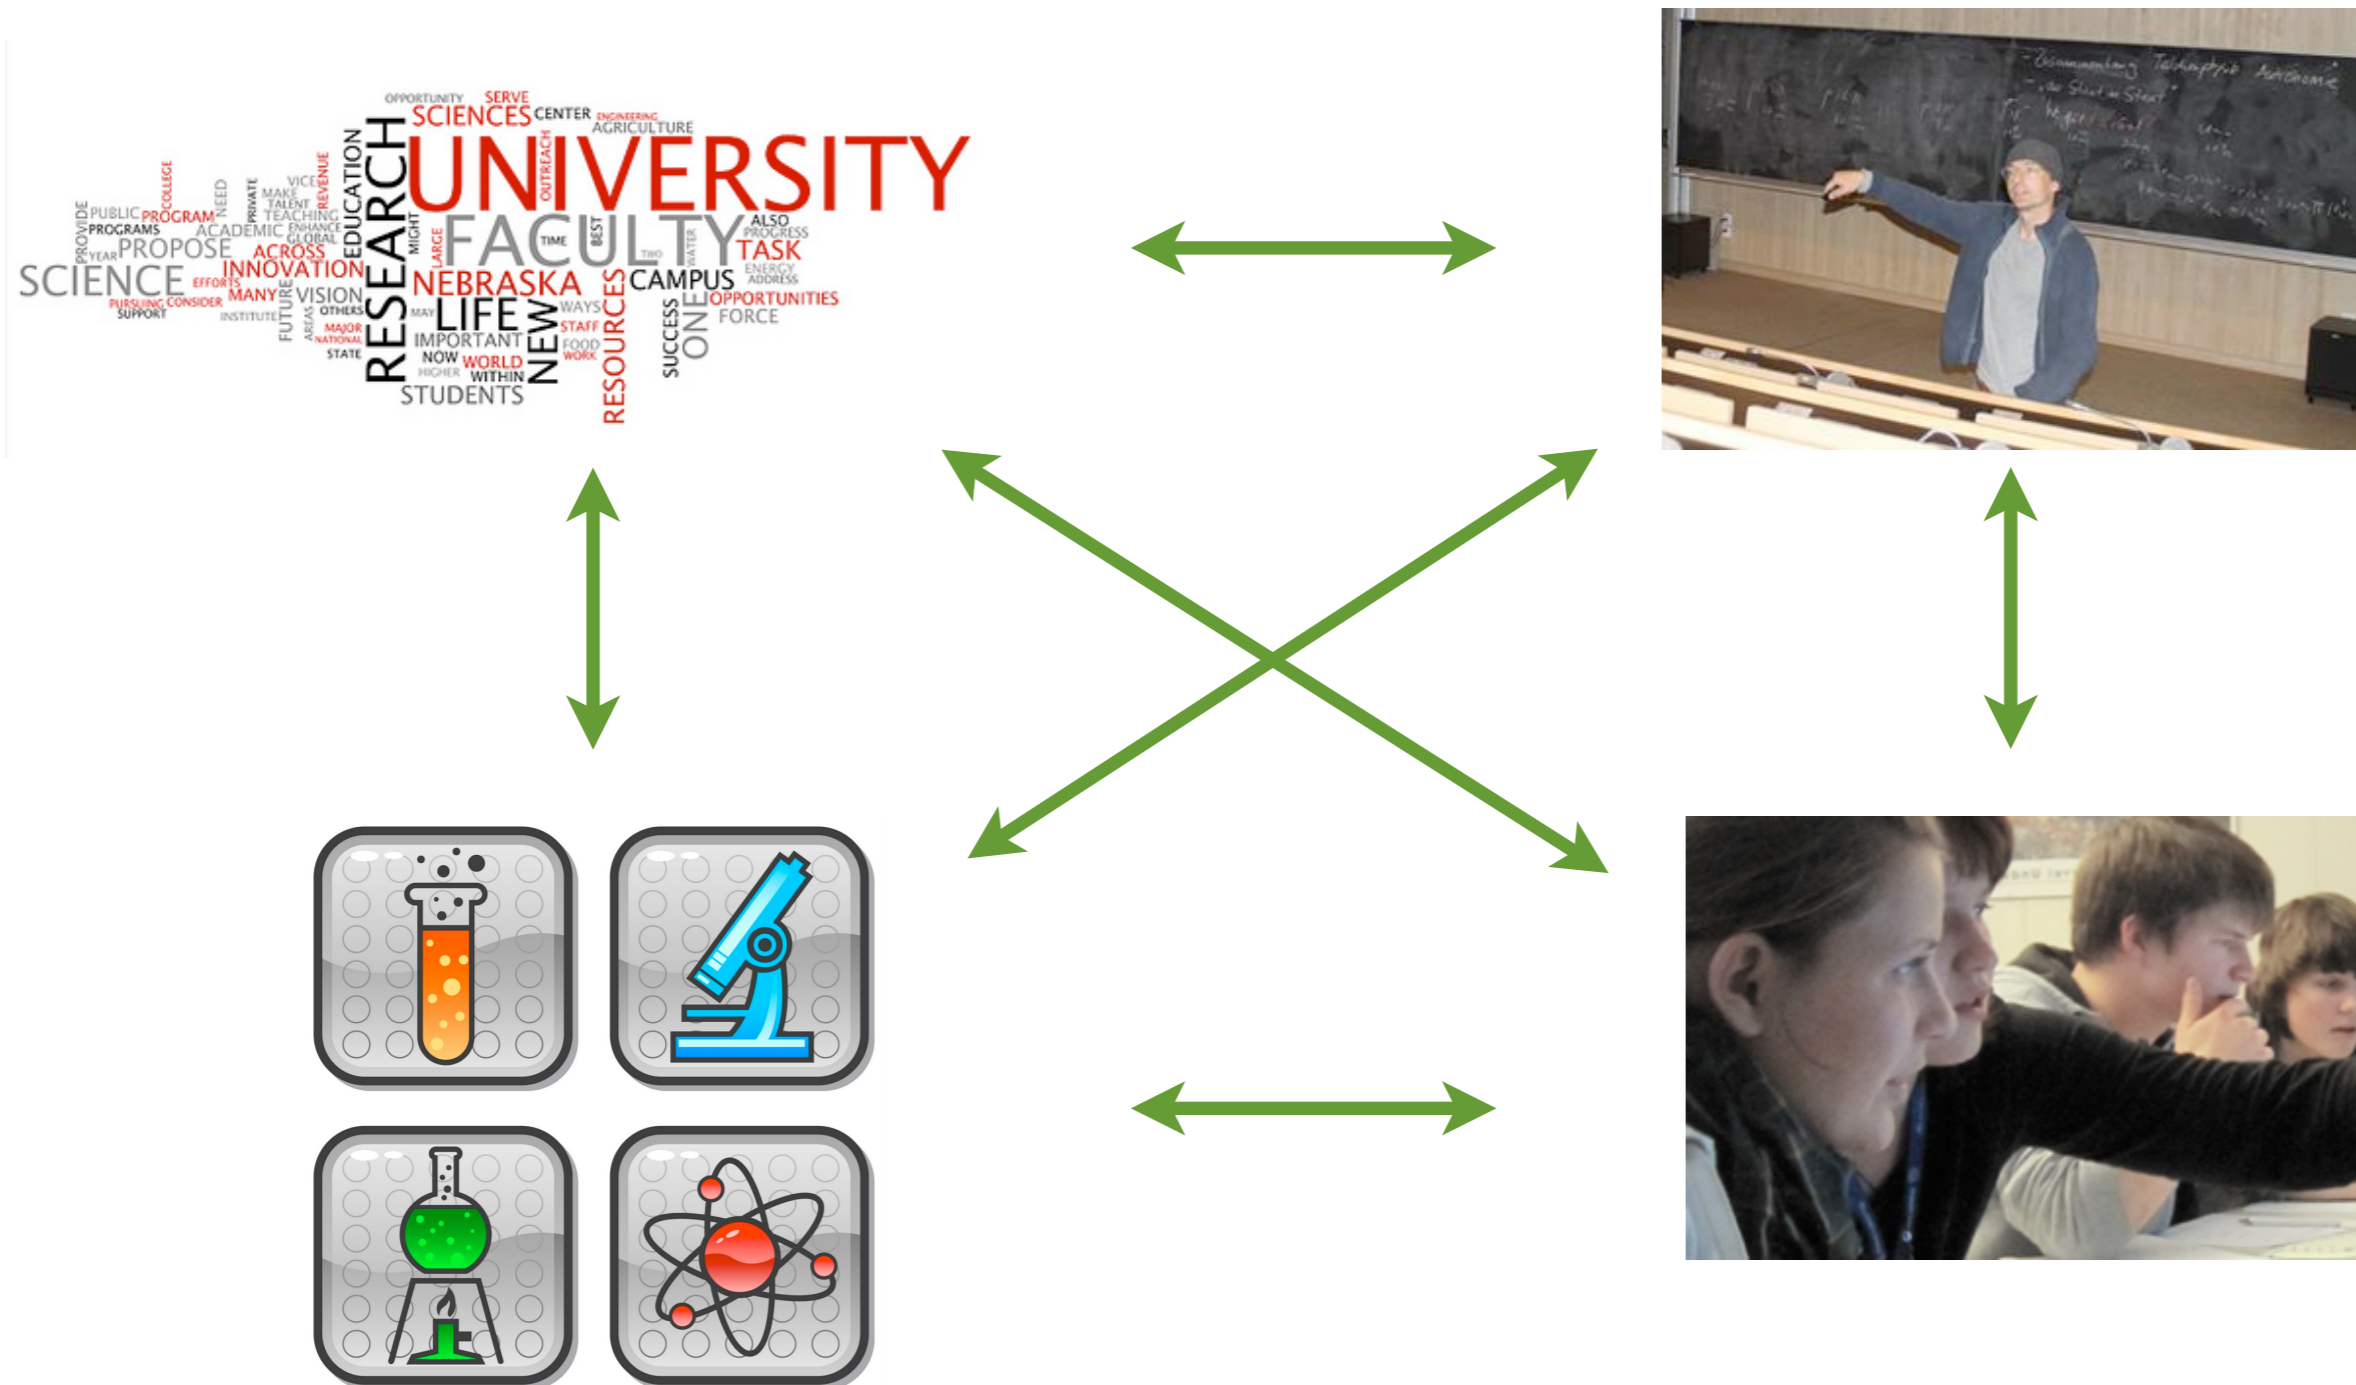 OPPORTUNITY SERVE
SCIENCES CENTER ENGINEERING
AGRICULTURE
UNIVERSITY
OUTREACH
RESEARCH
EDUCATION
REVENUE
COLLEGE
NEED
PRIVATE
VICE
MAKE
TALENT
TEACHING
PROVIDE
PUBLIC PROGRAM
PROGRAMS ACADEMIC ENHANCE
GLOBAL
YEAR PROPOSE ACROSS
SCIENCE INNOVATION
EFFORTS
PURSUING CONSIDER MANY VISION
SUPPORT INSTITUTE
FUTURE
AREAS
OTHERS
MAJOR
NATIONAL
STATE
MIGHT
LARGE
FACULTY
TIME
BEST
TWO
WATER
ALSO
PROGRESS
TASK
ENERGY
ADDRESS
NEBRASKA CAMPUS
OPPORTUNITIES
FORCE
MAY LIFE
NEW
WAYS
STAFF
FOOD
WORK
RESOURCES
SUCCESS
ONE
IMPORTANT
NOW WORLD
HIGHER WITHIN
STUDENTS